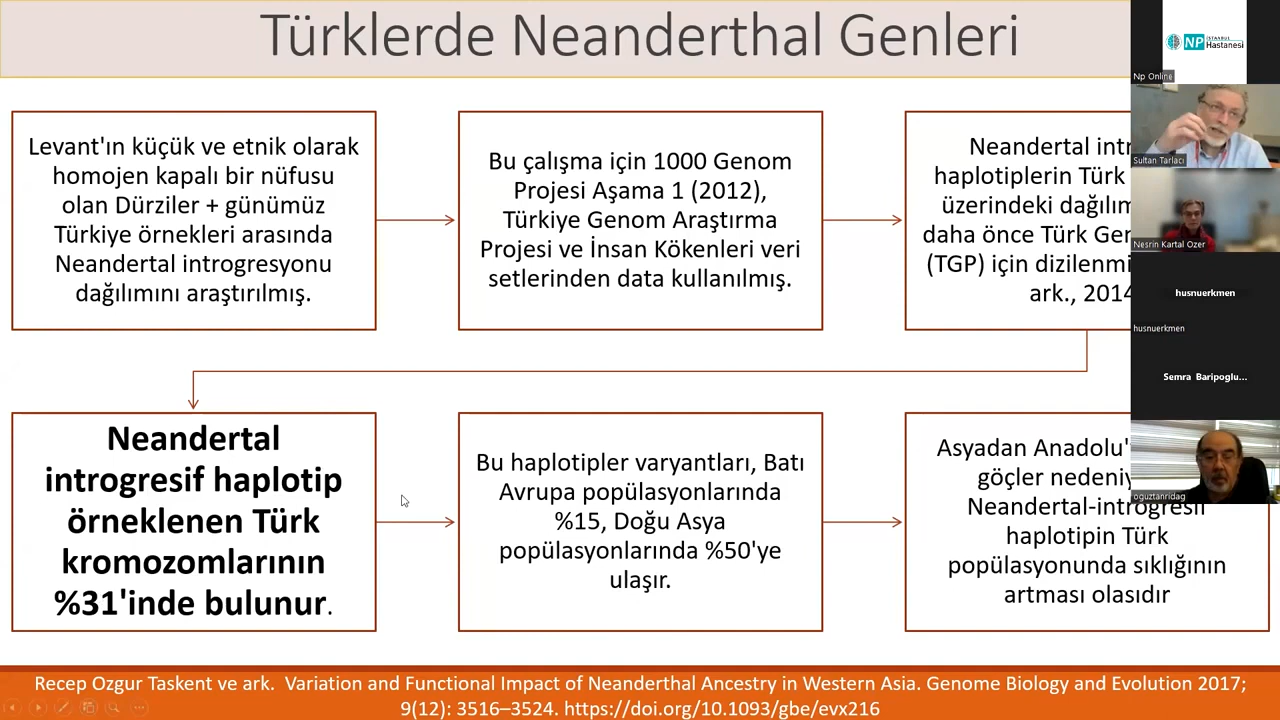 Türklerde Neanderthal Genleri
Levant'ın küçük ve etnik olarak
homojen kapalı bir nüfusu
olan Dürziler + günümüz
Türkiye örnekleri arasında
Neandertal introgresyonu
dağılımını araştırılmış.
Bu çalışma için 1000 Genom
Projesi Aşama 1 (2012),
Türkiye Genom Araştırma
Projesi ve İnsan Kökenleri veri
setlerinden data kullanılmış.
Neandertal intr
haplotiplerin Türk
üzerindeki dağılım
daha önce Türk Gen
(TGP) için dizilenmi
ark., 2014
Neandertal
introgresif haplotip
örneklenen Türk
kromozomlarının
%31'inde bulunur.
Bu haplotipler varyantları, Batı
Avrupa popülasyonlarında
%15, Doğu Asya
popülasyonlarında %50'ye
ulaşır.
Asyadan Anadolu'
göçler nedeniy
Neandertal-introgresif
haplotipin Türk
popülasyonunda sıklığının
artması olasıdır
Recep Ozgur Taskent ve ark. Variation and Functional Impact of Neanderthal Ancestry in Western Asia. Genome Biology and Evolution 2017;
9(12): 3516–3524. https://doi.org/10.1093/gbe/evx216
NP İSTANBUL Hastanesi
Np Online
Sultan Tarlacı
Nesrin Kartal Ozer
husnuerkmen
husnuerkmen
Semra Baripoglu...
oguztanridag